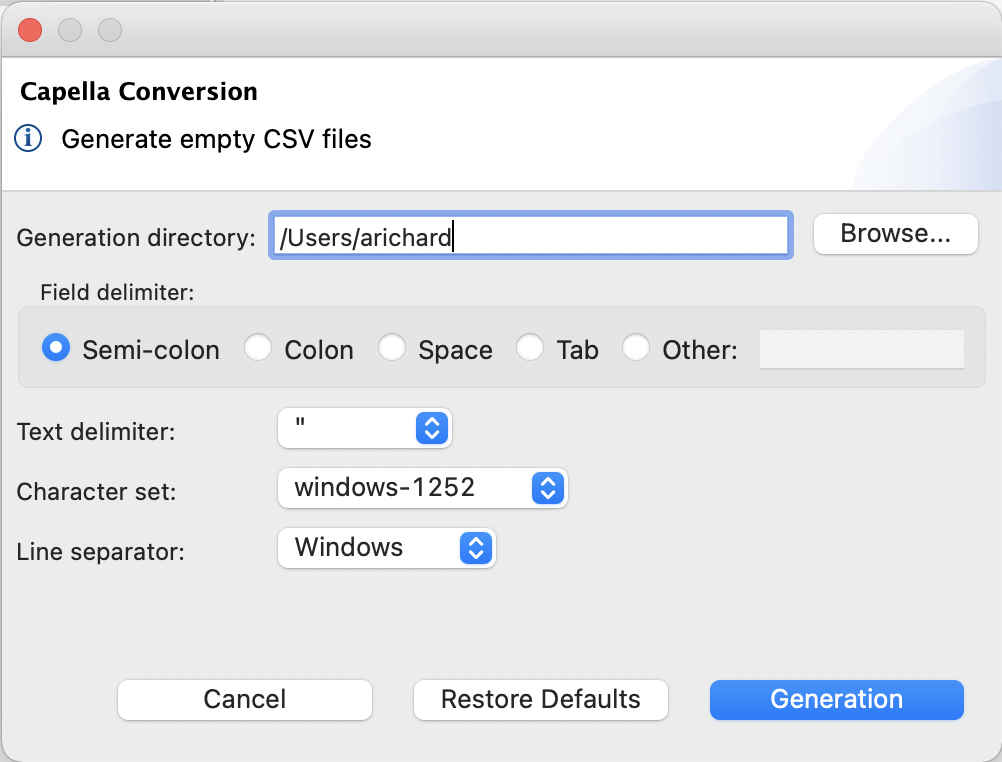 Capella Conversion
Generate empty CSV files
Generation directory: /Users/arichard Browse...
Field delimiter:
Semi-colon Colon Space Tab Other:
Text delimiter: "
Character set: windows-1252
Line separator: Windows
Cancel Restore Defaults Generation